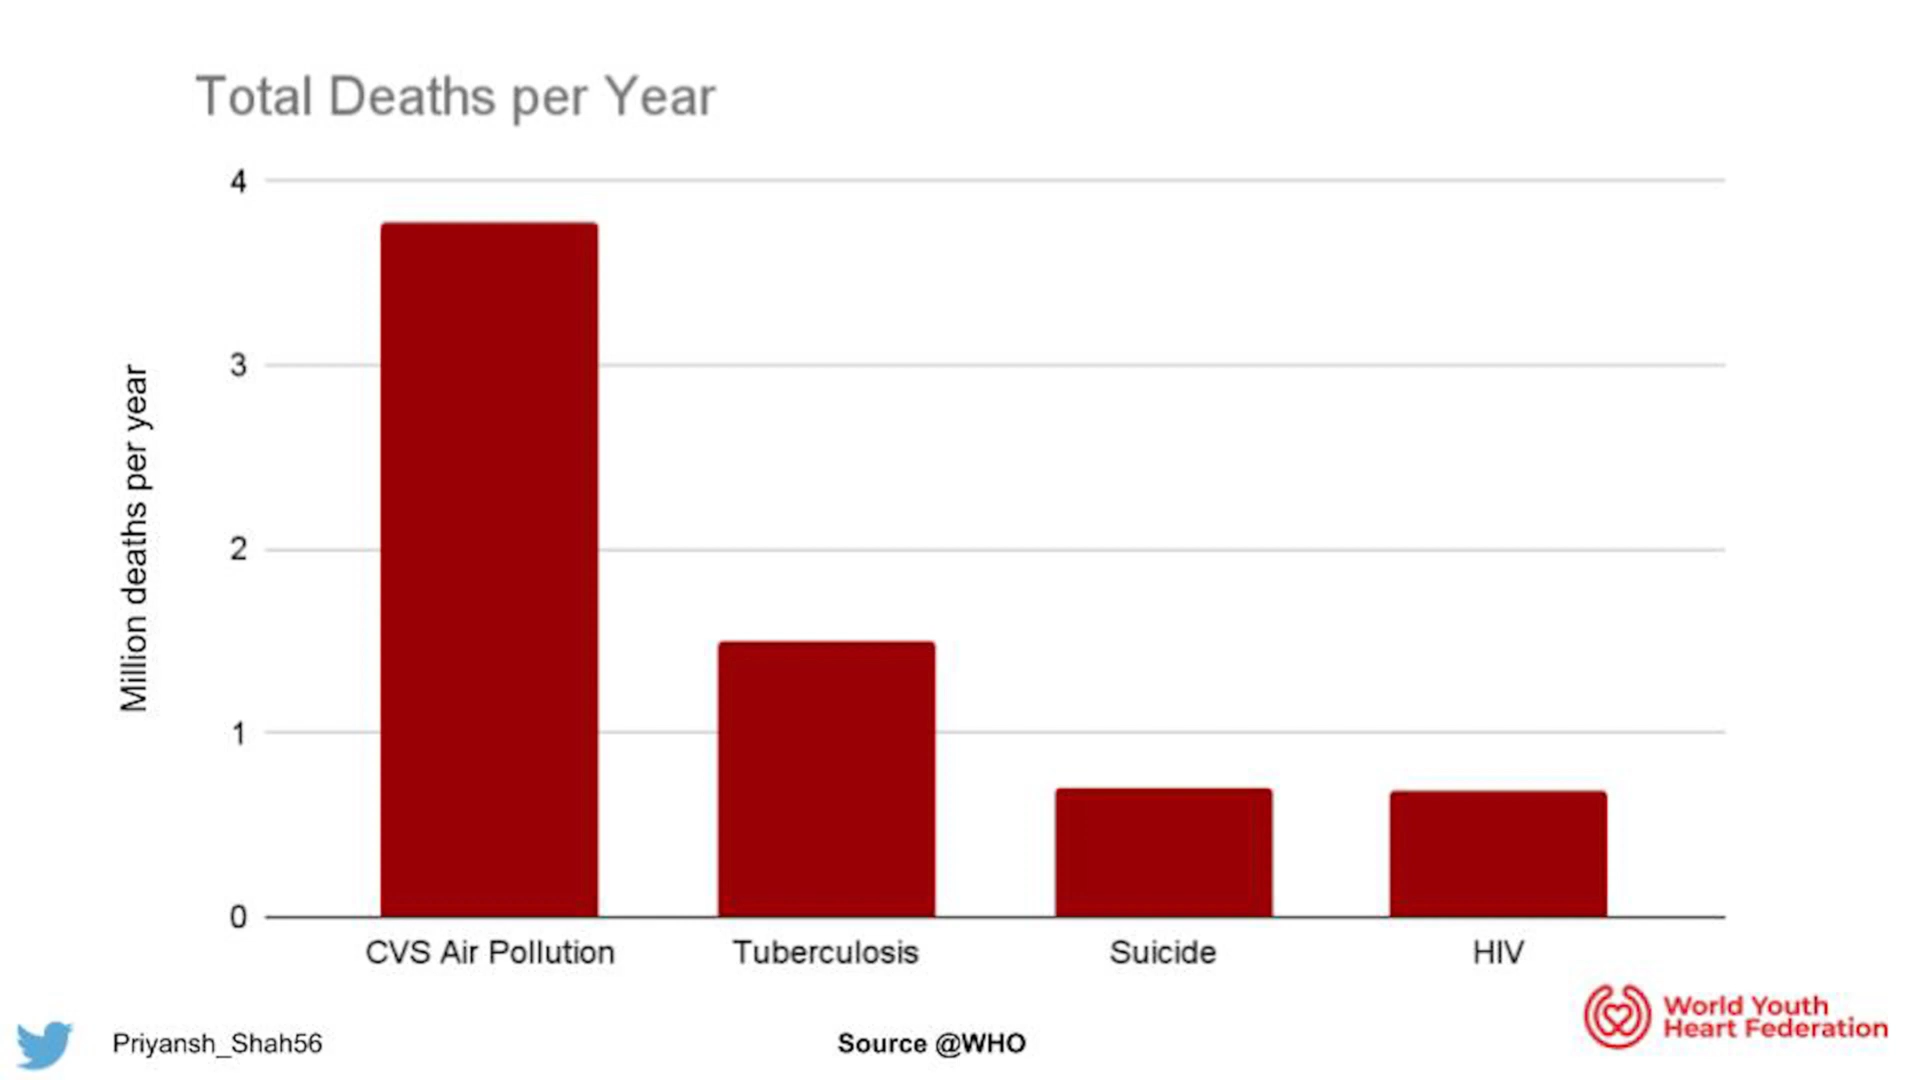 Total Deaths per Year
4
3
2
1
0
Million deaths per year
CVS Air Pollution
Tuberculosis
Suicide
HIV
Priyansh_Shah56
Source @WHO
World Youth
Heart Federation